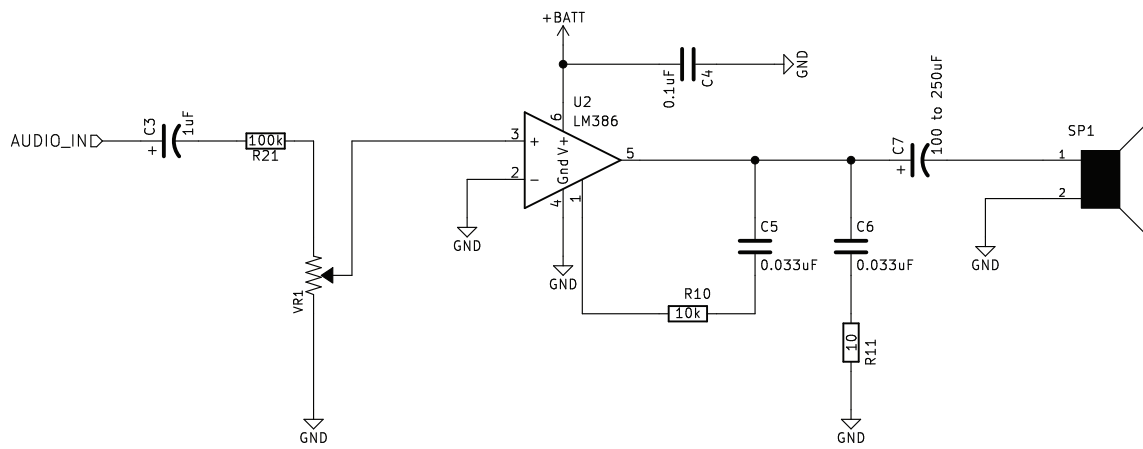 +BATT
0.1uF
C4
GND
AUDIO_IN
C3
1uF
+
100k
R21
U2
LM386
6
V+
3
+
2
-
Gnd
4
1
5
GND
GND
VR1
GND
C5
0.033uF
R10
10k
C6
0.033uF
10
R11
GND
C7
100 to 250uF
+
SP1
1
2
GND